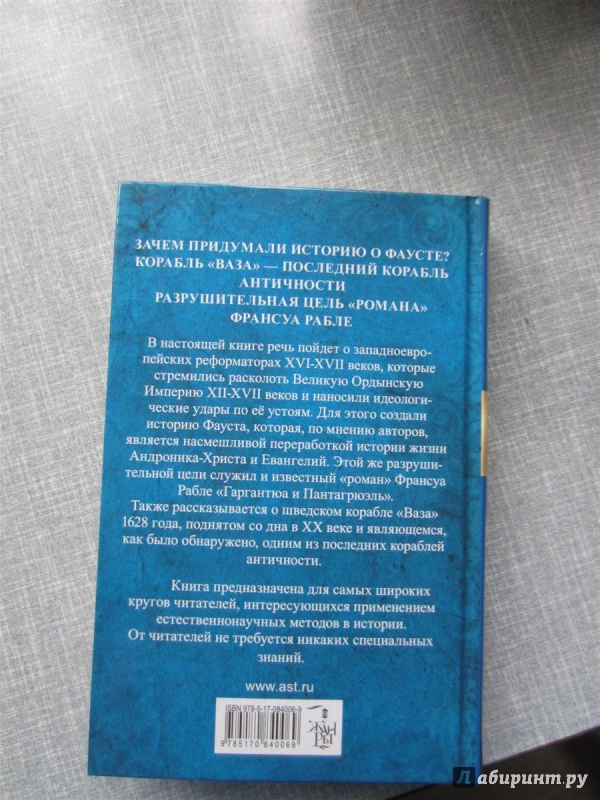 ЗАЧЕМ ПРИДУМАЛИ ИСТОРИЮ О ФАУСТЕ?
КОРАБЛЬ «ВАЗА» — ПОСЛЕДНИЙ КОРАБЛЬ
АНТИЧНОСТИ
РАЗРУШИТЕЛЬНАЯ ЦЕЛЬ «РОМАНА»
ФРАНСУА РАБЛЕ
В настоящей книге речь пойдет о западноевро-
пейских реформаторах XVI-XVII веков, которые
стремились расколоть Великую Ордынскую
Империю XII-XVII веков и наносили идеологи-
ческие удары по её устоям. Для этого создали
историю Фауста, которая, по мнению авторов,
является насмешливой переработкой истории жизни
Андроника-Христа и Евангелий. Этой же разруши-
тельной цели служил и известный «роман» Франсуа
Рабле «Гаргантюа и Пантагрюэль».
Также рассказывается о шведском корабле «Ваза»
1628 года, поднятом со дна в XX веке и являющемся,
как было обнаружено, одним из последних кораблей
античности.
Книга предназначена для самых широких
кругов читателей, интересующихся применением
естественнонаучных методов в истории.
От читателей не требуется никаких специальных
знаний.
www.ast.ru
ISBN 978-5-17-084006-9
9785170840069
ЖАН
РЫ
Лабиринт.ру